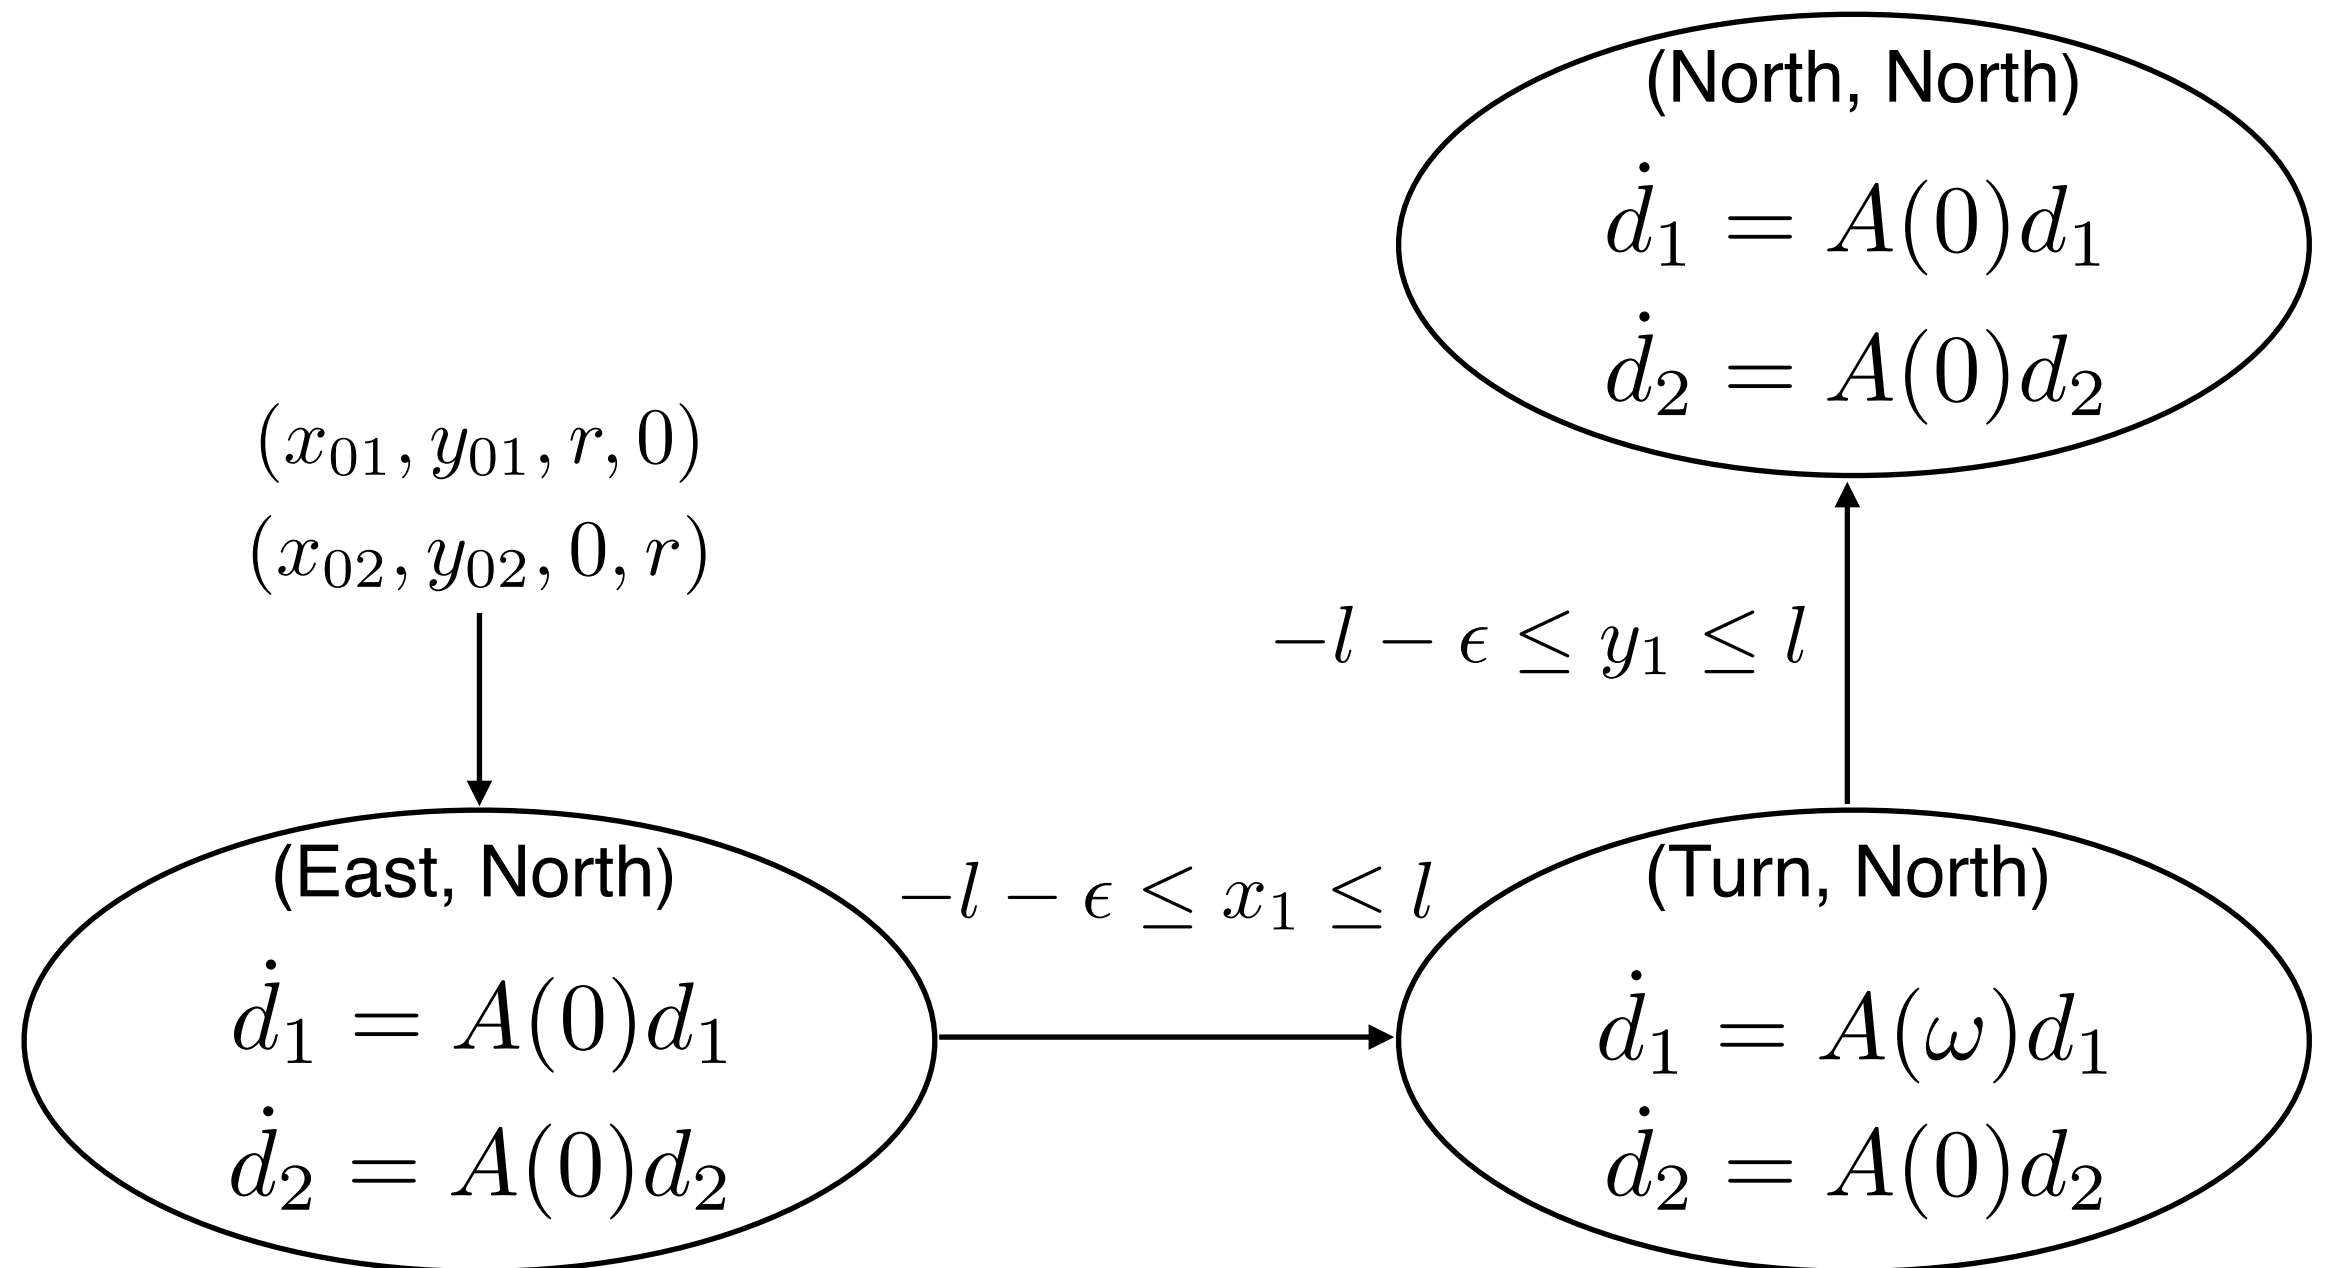 (North, North)
ḋ₁ = A(0)d₁
ḋ₂ = A(0)d₂
(x₀₁, y₀₁, r, 0)
(x₀₂, y₀₂, 0, r)
−l − ϵ ≤ y₁ ≤ l
(East, North)
ḋ₁ = A(0)d₁
ḋ₂ = A(0)d₂
−l − ϵ ≤ x₁ ≤ l
(Turn, North)
ḋ₁ = A(ω)d₁
ḋ₂ = A(0)d₂